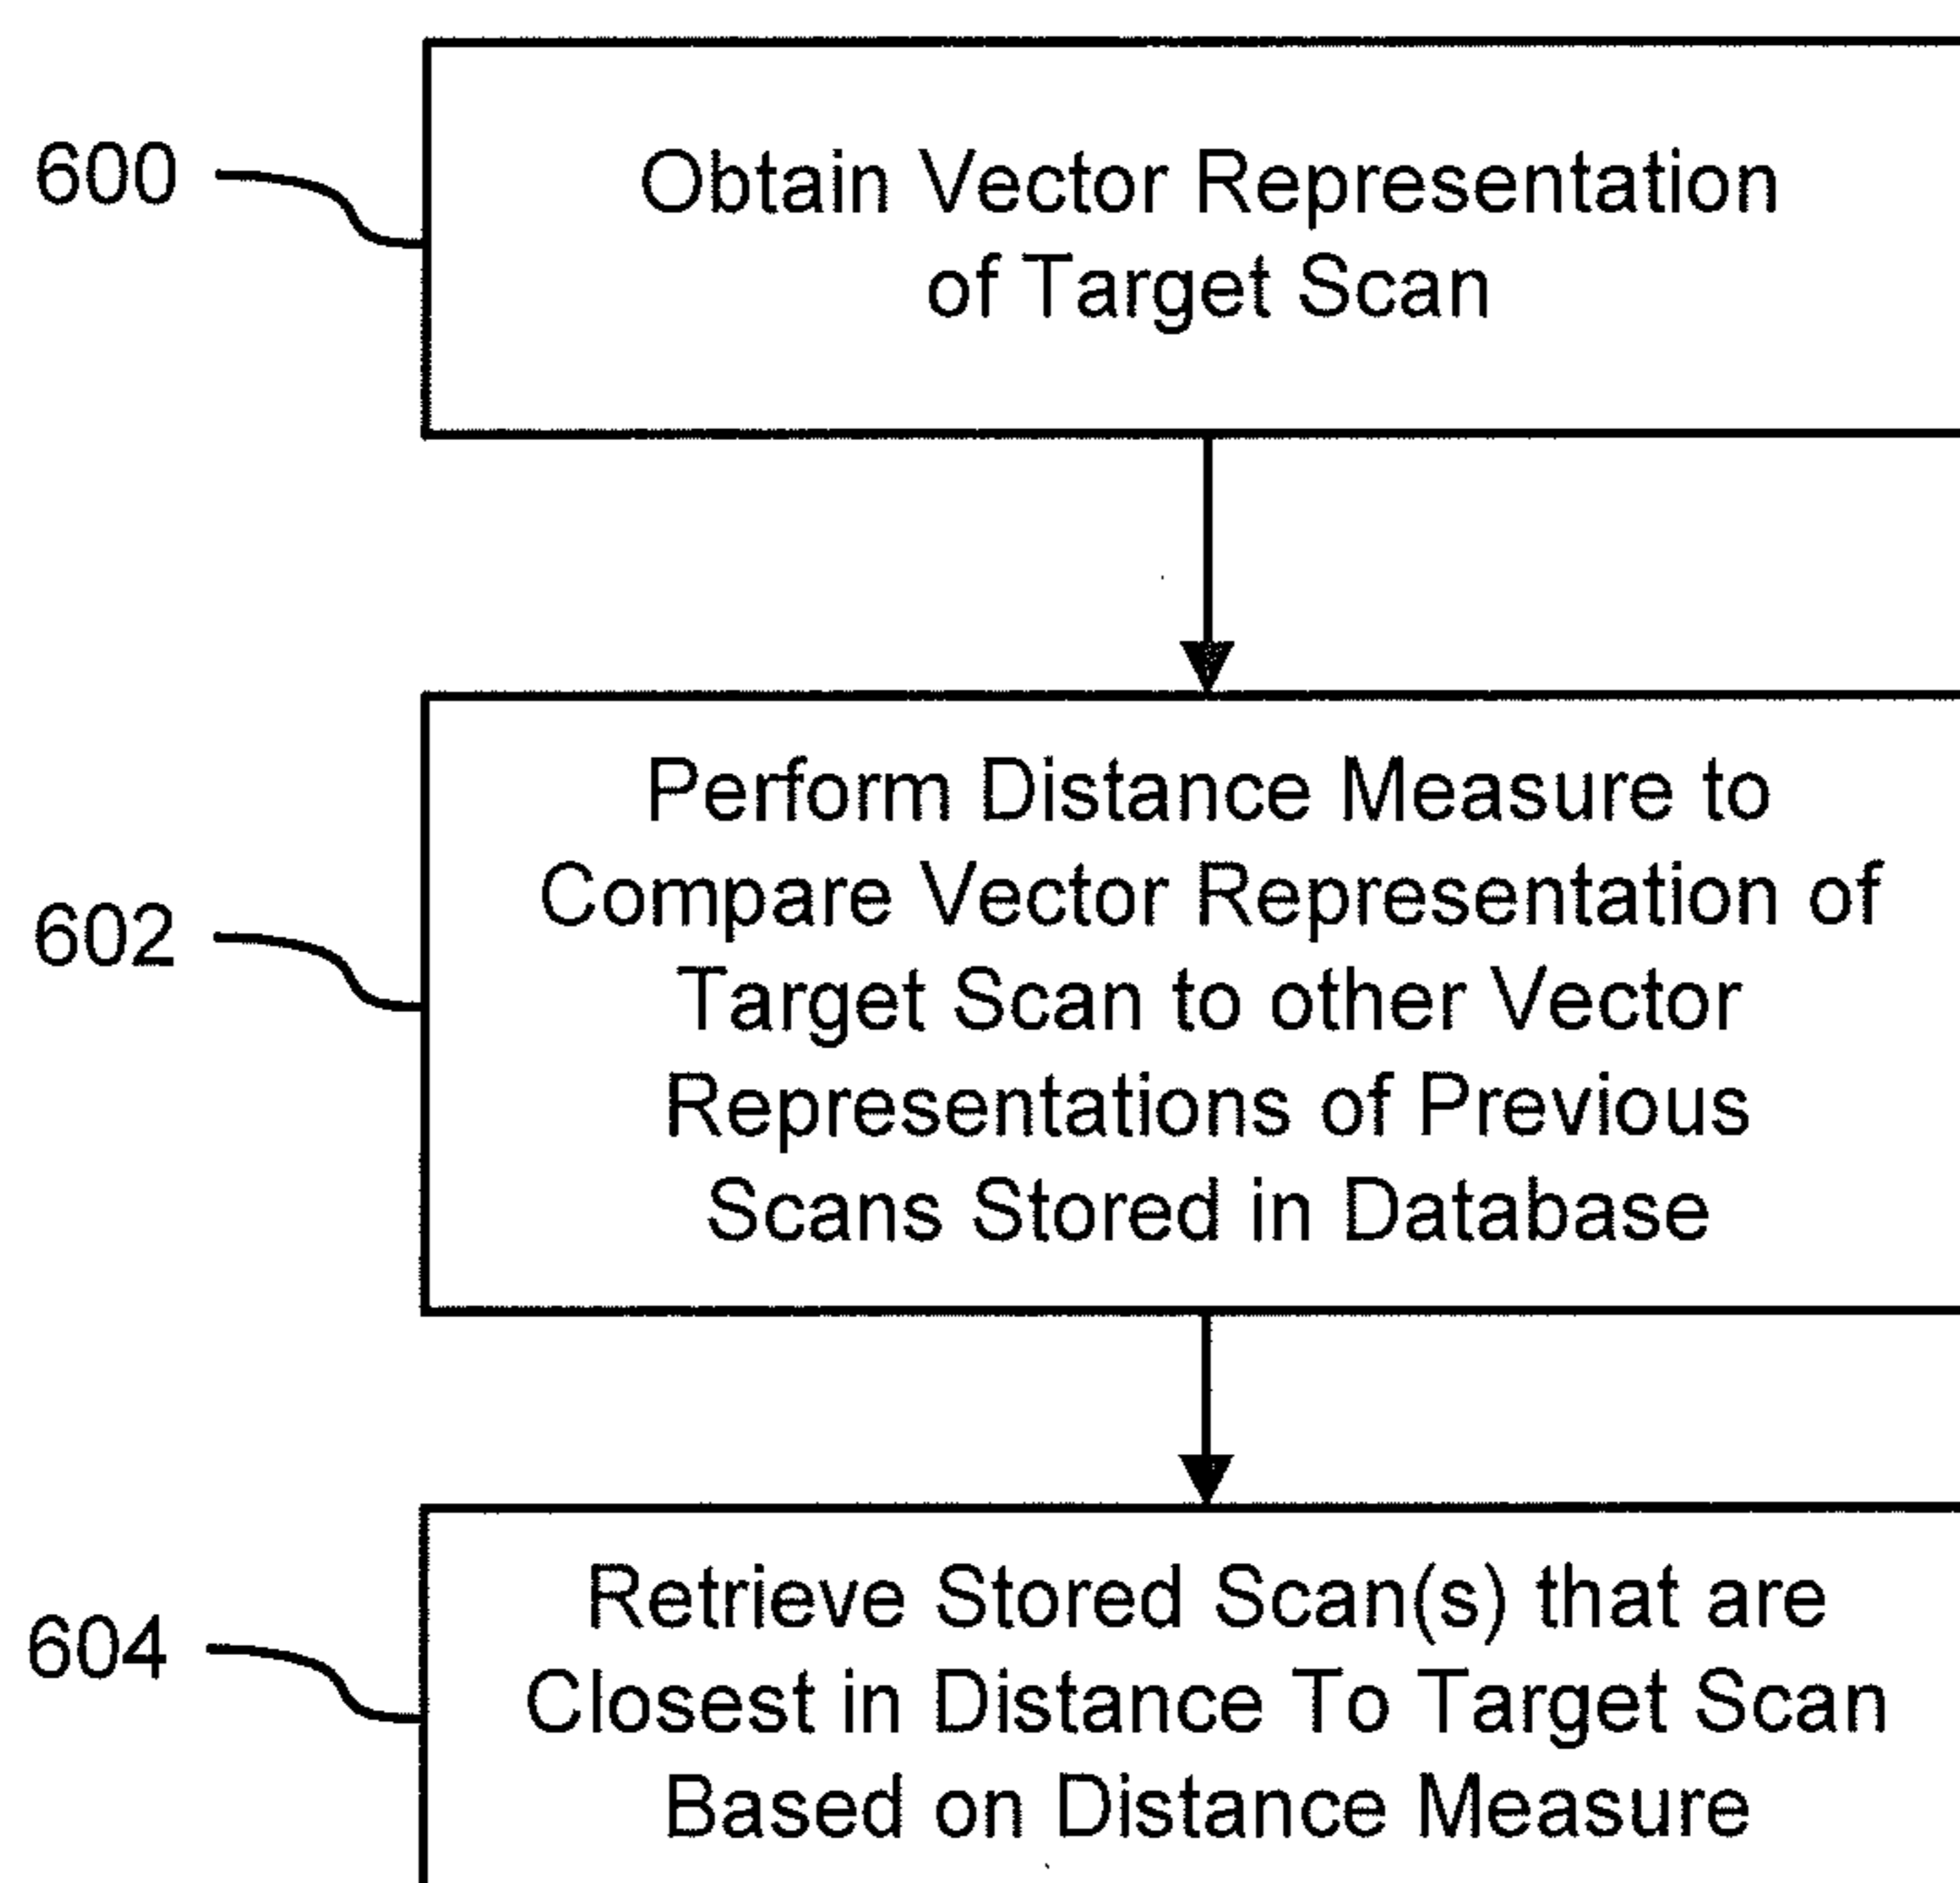 600
Obtain Vector Representation
of Target Scan
602
Perform Distance Measure to
Compare Vector Representation of
Target Scan to other Vector
Representations of Previous
Scans Stored in Database
604
Retrieve Stored Scan(s) that are
Closest in Distance To Target Scan
Based on Distance Measure